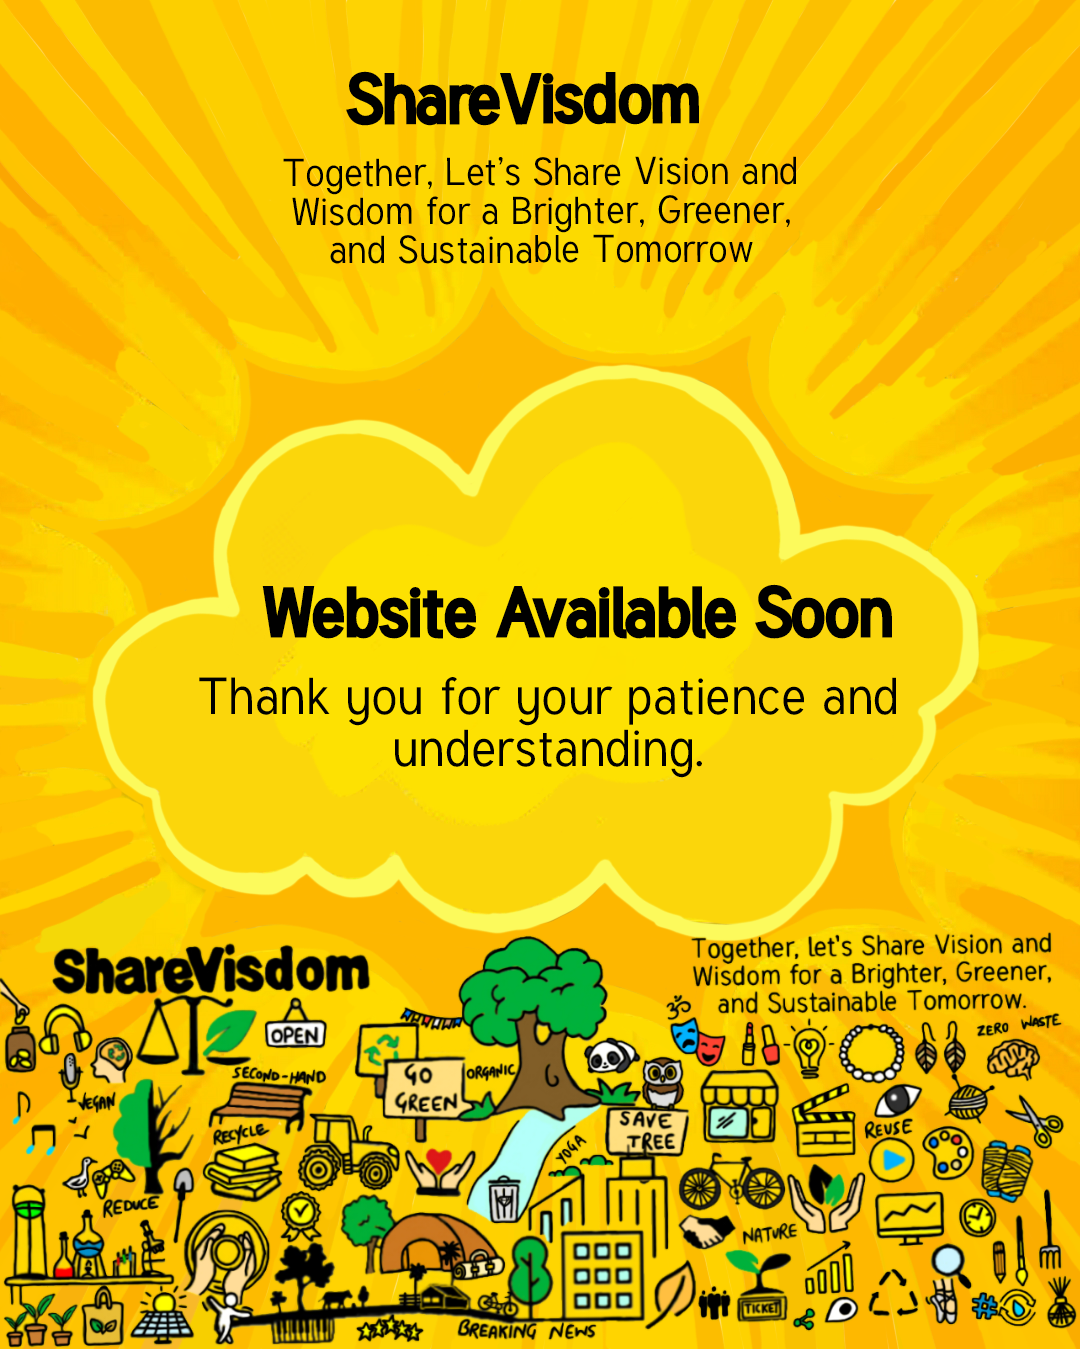 ShareVisdom
Together, Let's Share Vision and
Wisdom for a Brighter, Greener,
and Sustainable Tomorrow
Website Available Soon
Thank you for your patience and
understanding.
ShareVisdom
Together, let's Share Vision and
Wisdom for a Brighter, Greener,
and Sustainable Tomorrow.
ॐ
OPEN
ZERO WASTE
SECOND-HAND
ORGANIC
GO
GREEN
VEGAN
SAVE
TREE
RECYCLE
REUSE
YOGA
REDUCE
NATURE
TICKET
#
BREAKING NEWS